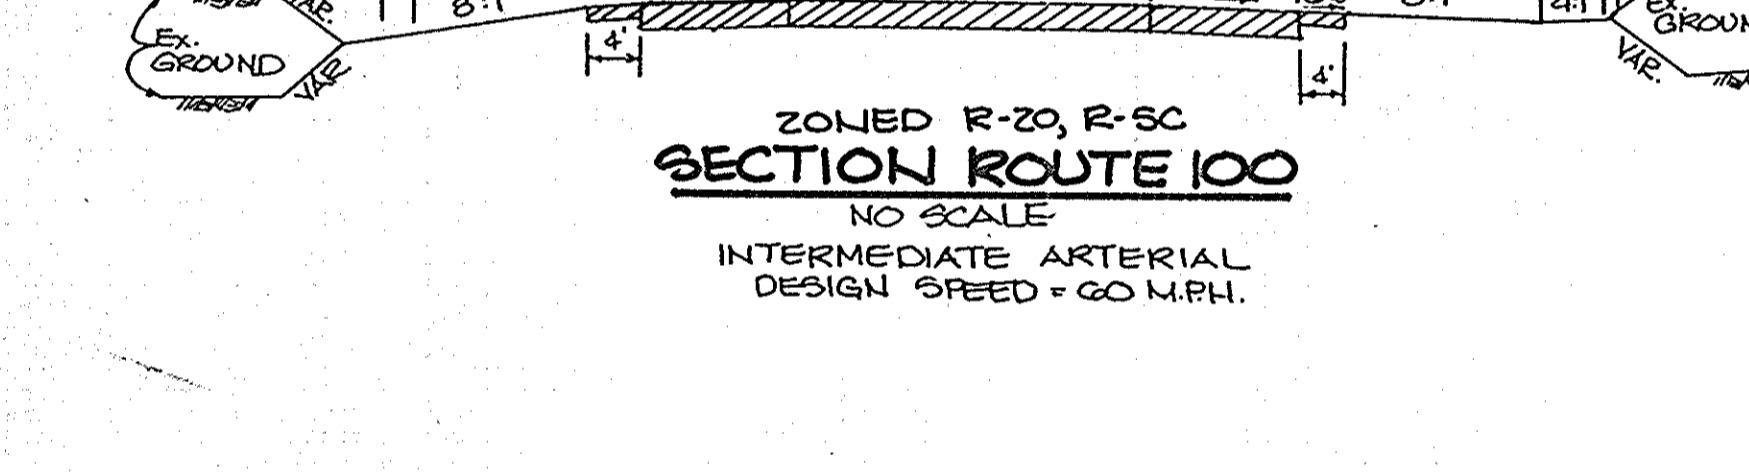 VAR.
8:1
4:1
Ex.
GROUND
VAR
4'
4'
Ex.
GROUN
VAR.
ZONED R-20, R-SC
SECTION ROUTE 100
NO SCALE
INTERMEDIATE ARTERIAL
DESIGN SPEED = 60 M.P.H.